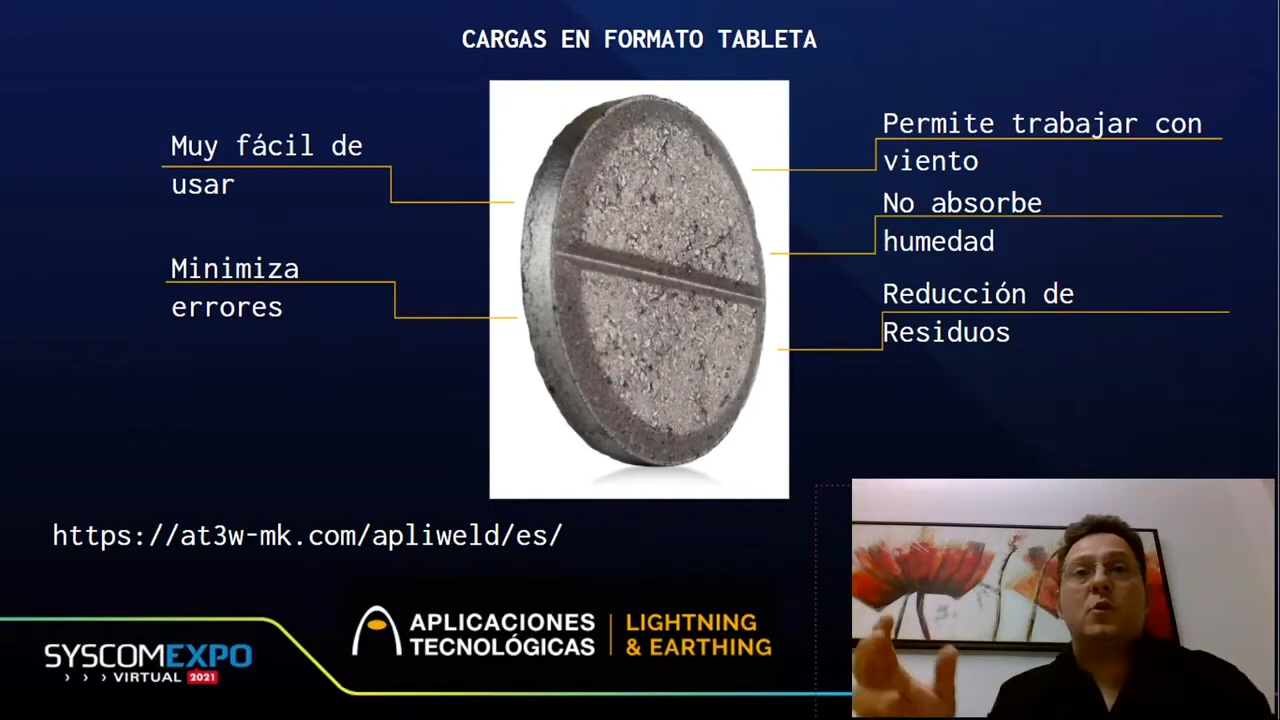 CARGAS EN FORMATO TABLETA
Muy fácil de
usar
Minimiza
errores
Permite trabajar con
viento
No absorbe
humedad
Reducción de
Residuos
https://at3w-mk.com/apliweld/es/
APLICACIONES
TECNOLÓGICAS
LIGHTNING
& EARTHING
SYSCOMEXPO
› › › VIRTUAL 2021